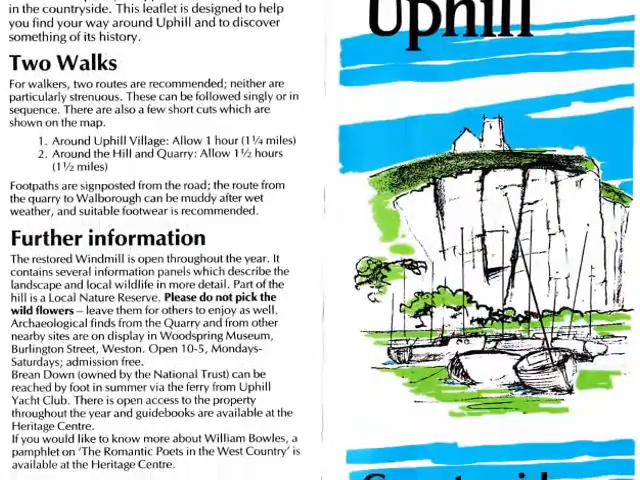 in the countryside. This leaflet is designed to help
you find your way around Uphill and to discover
something of its history.
Two Walks
For walkers, two routes are recommended; neither are
particularly strenuous. These can be followed singly or in
sequence. There are also a few short cuts which are
shown on the map.
1. Around Uphill Village: Allow 1 hour (1¼ miles)
2. Around the Hill and Quarry: Allow 1½ hours
(1½ miles)
Footpaths are signposted from the road; the route from
the quarry to Walborough can be muddy after wet
weather, and suitable footwear is recommended.
Further information
The restored Windmill is open throughout the year. It
contains several information panels which describe the
landscape and local wildlife in more detail. Part of the
hill is a Local Nature Reserve. Please do not pick the
wild flowers – leave them for others to enjoy as well.
Archaeological finds from the Quarry and from other
nearby sites are on display in Woodspring Museum,
Burlington Street, Weston. Open 10-5, Mondays-
Saturdays; admission free.
Brean Down (owned by the National Trust) can be
reached by foot in summer via the ferry from Uphill
Yacht Club. There is open access to the property
throughout the year and guidebooks are available at the
Heritage Centre.
If you would like to know more about William Bowles, a
pamphlet on 'The Romantic Poets in the West Country' is
available at the Heritage Centre.
Uphill